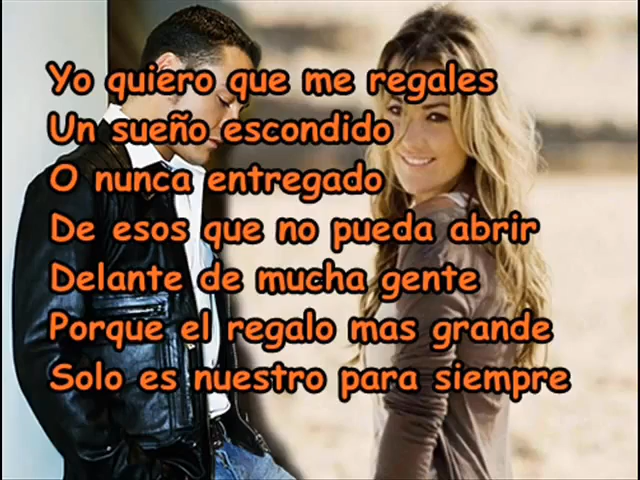 Yo quiero que me regales
Un sueño escondido
O nunca entregado
De esos que no pueda abrir
Delante de mucha gente
Porque el regalo mas grande
Solo es nuestro para siempre